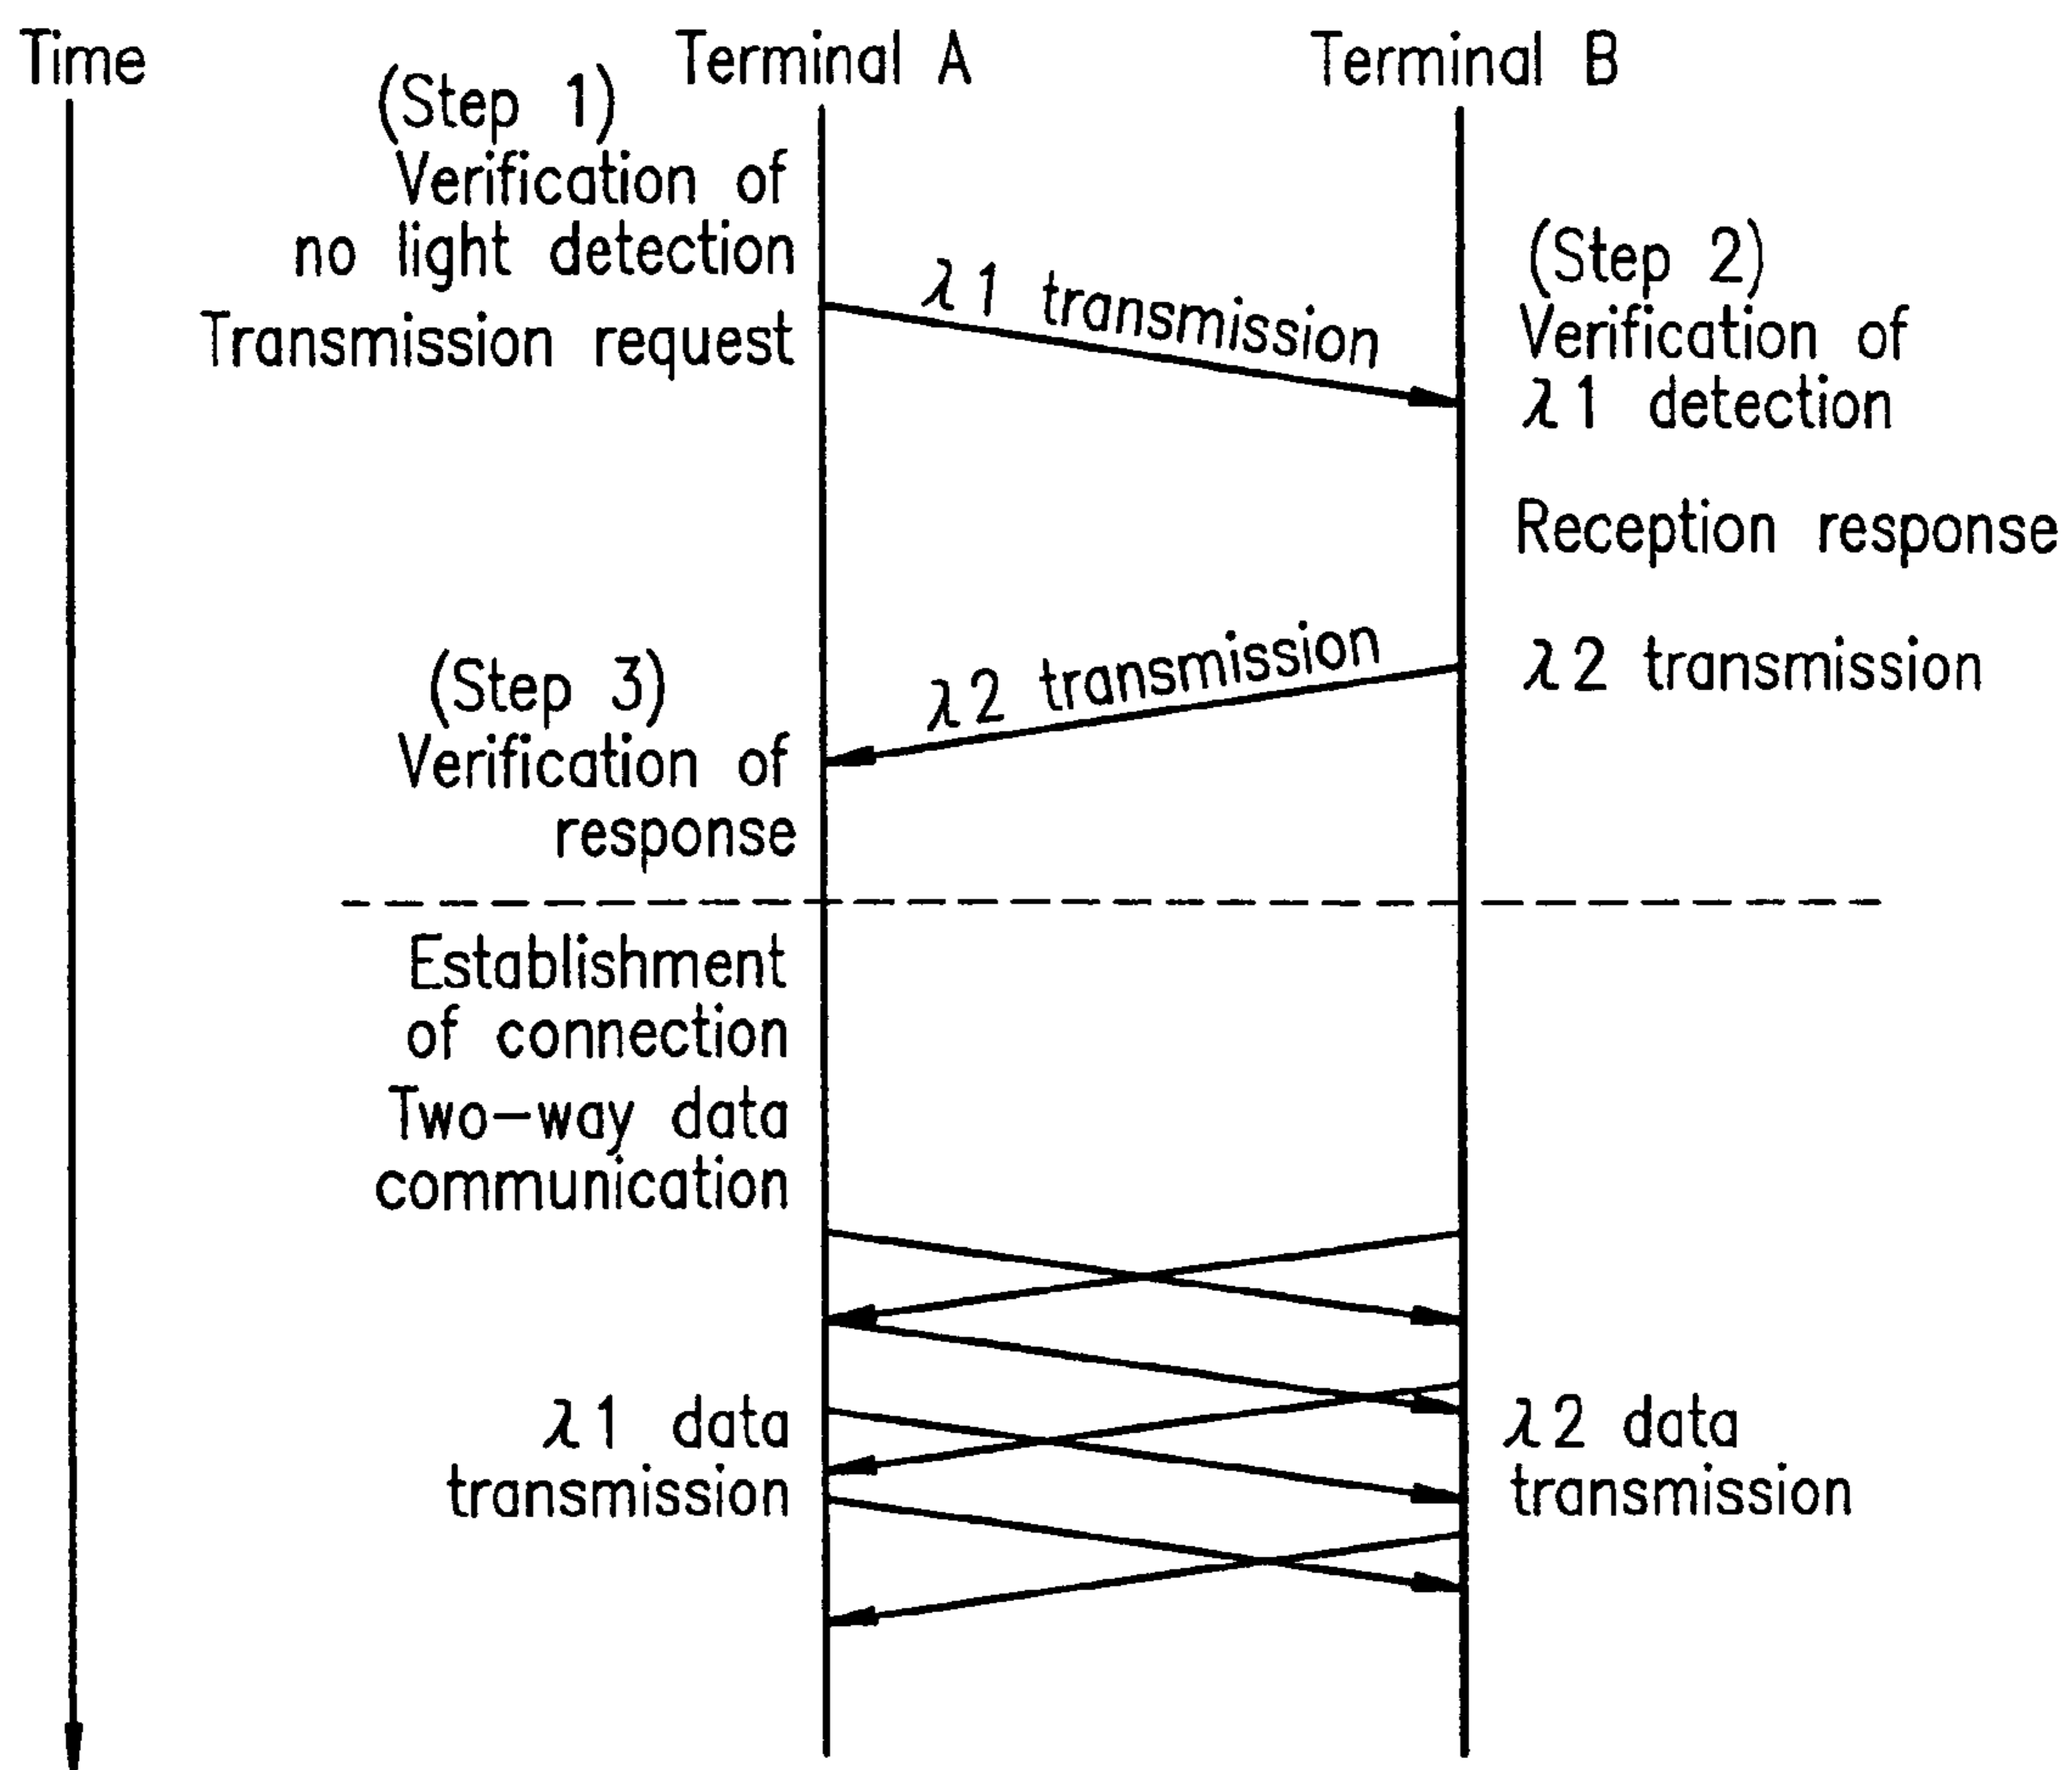 Time
Terminal A
Terminal B
(Step 1)
Verification of
no light detection
Transmission request
λ1 transmission
(Step 2)
Verification of
λ1 detection
Reception response
λ2 transmission
λ2 transmission
(Step 3)
Verification of
response
Establishment
of connection
Two-way data
communication
λ1 data
transmission
λ2 data
transmission